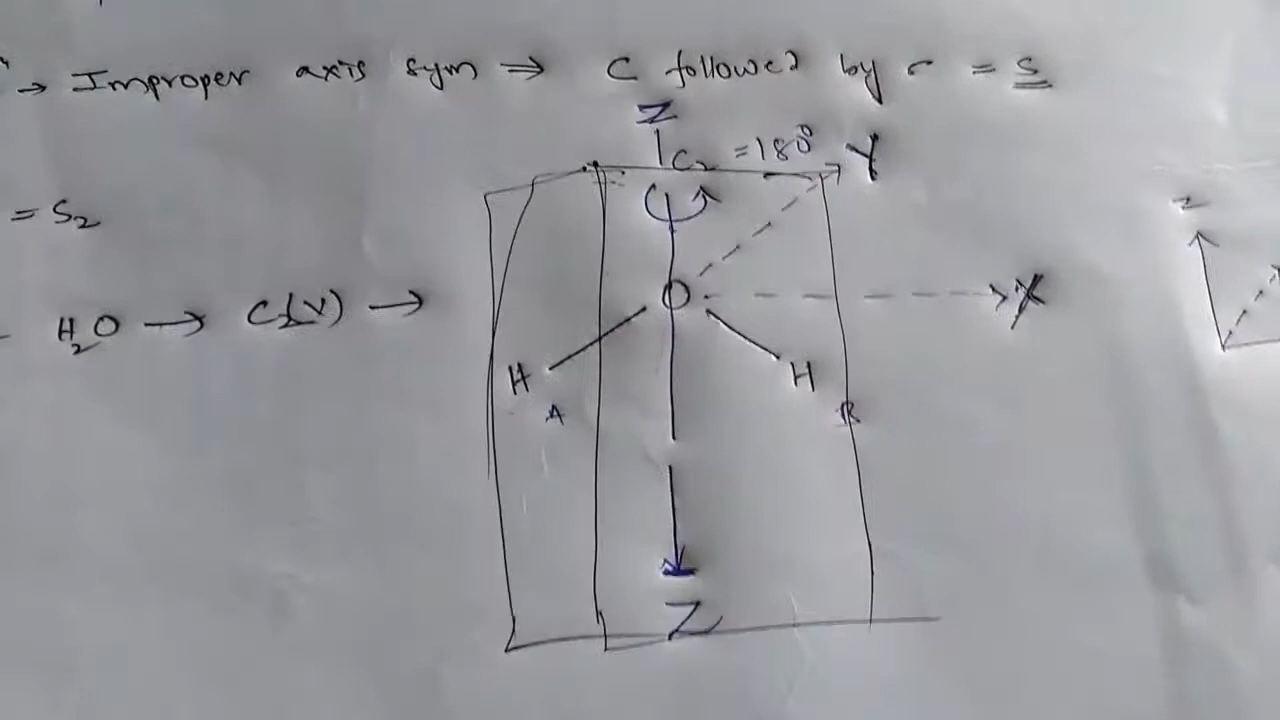 → Improper axis sym ⇒ C followed by σ = S
Z
C₂ = 180° Y
= S₂
Z
H₂O → C₂(V) →
O
X
H
H
A
Z